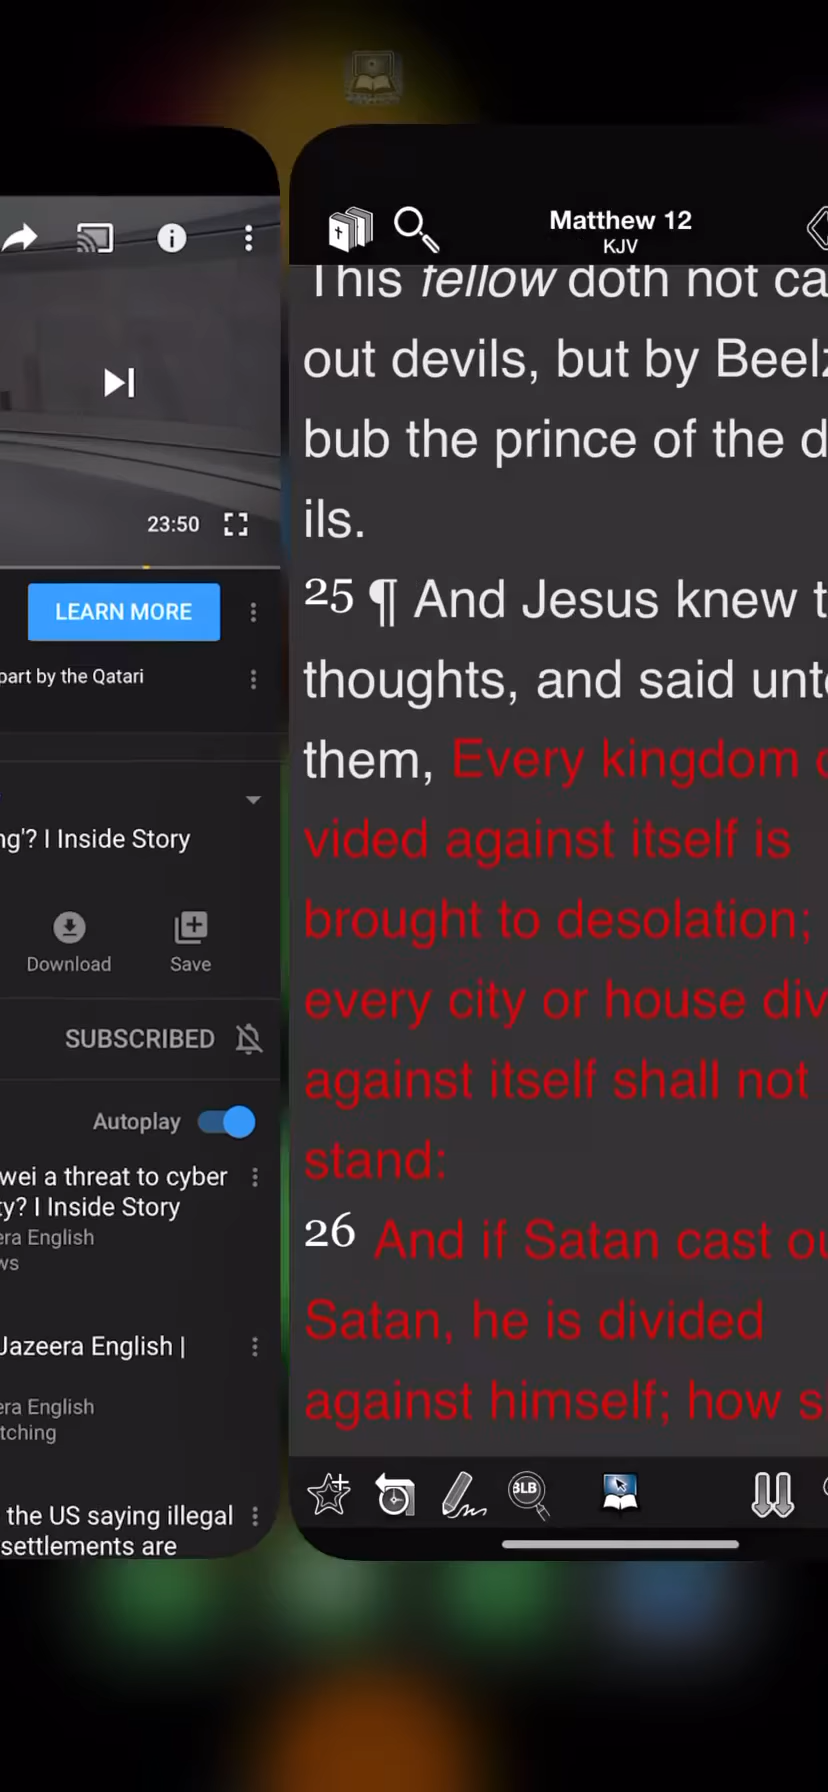 23:50
LEARN MORE
part by the Qatari
ng'? I Inside Story
Download
Save
SUBSCRIBED
Autoplay
wei a threat to cyber
ty? I Inside Story
era English
ws
Jazeera English |
era English
tching
the US saying illegal
settlements are
Matthew 12
KJV
This fellow doth not ca
out devils, but by Beelz
bub the prince of the d
ils.
25 ¶ And Jesus knew t
thoughts, and said unto
them, Every kingdom d
vided against itself is
brought to desolation;
every city or house div
against itself shall not
stand:
26 And if Satan cast ou
Satan, he is divided
against himself; how s
BLB